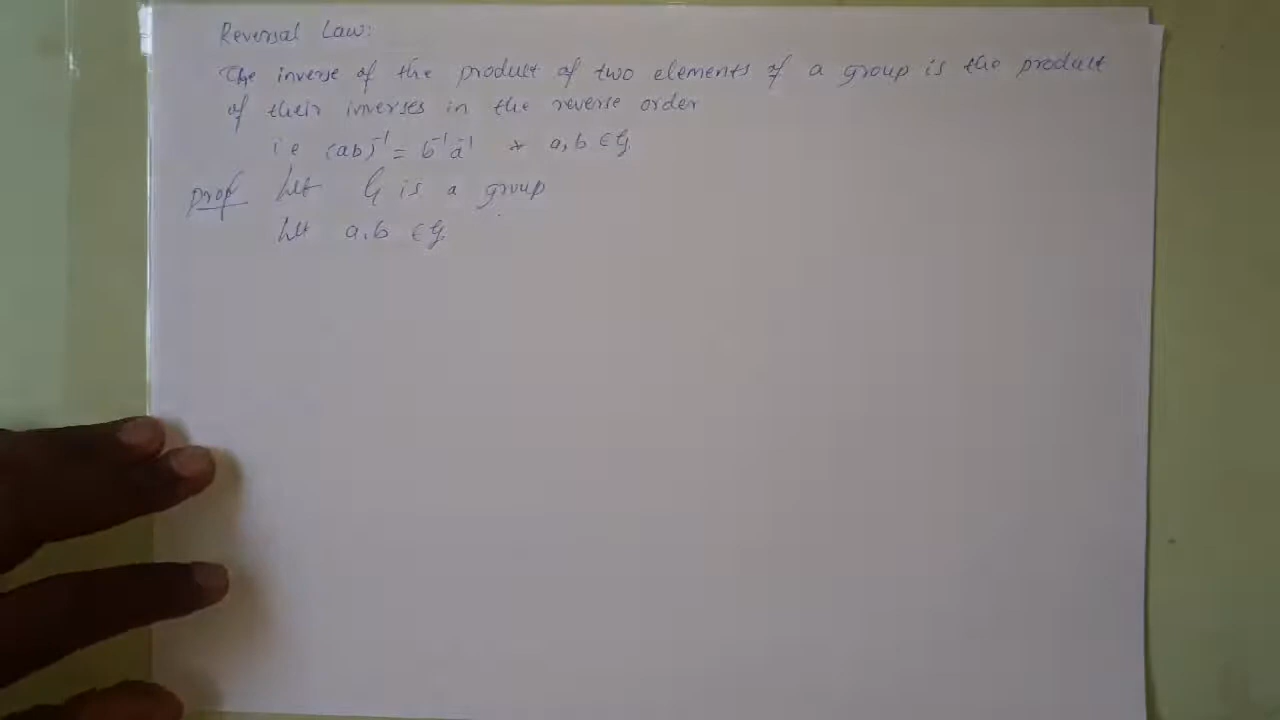 Reversal Law:
The inverse of the product of two elements of a group is the product
of their inverses in the reverse order
i e (ab)⁻¹ = b⁻¹a⁻¹ ∀ a,b ∈ G
Proof Let G is a group
Let a,b ∈ G